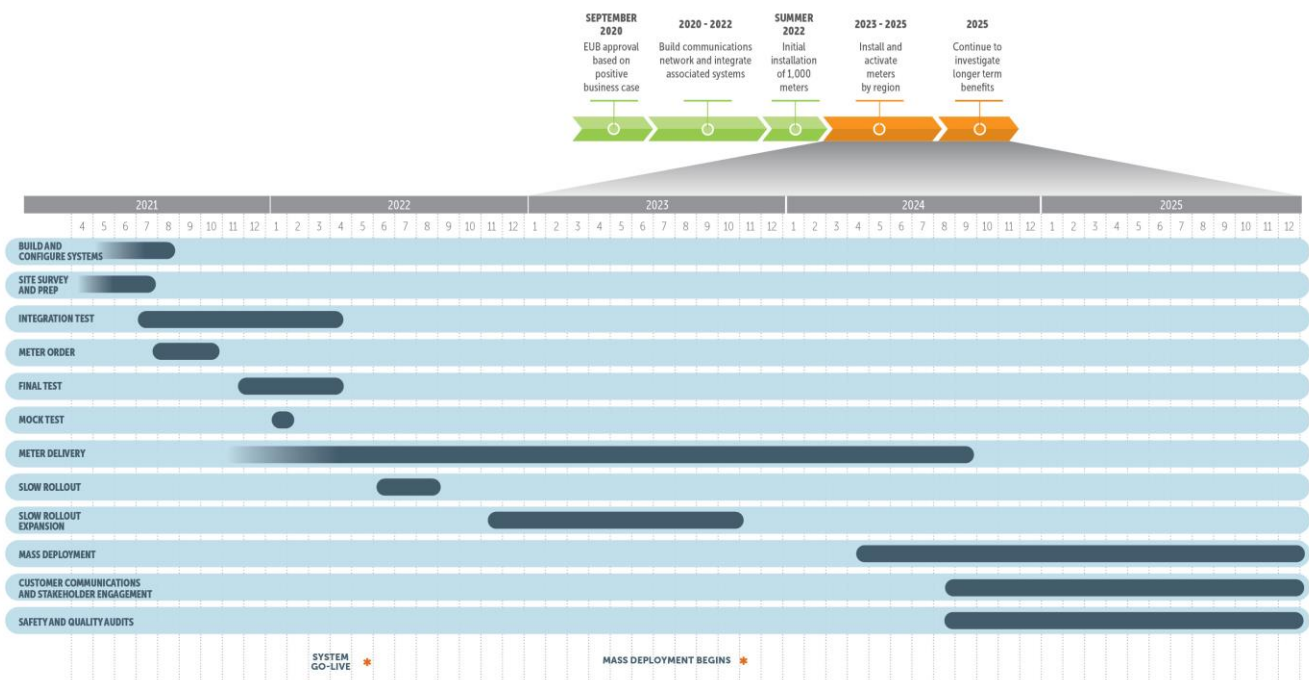 SEPTEMBER
2020
EUB approval
based on
positive
business case
2020 - 2022
Build communications
network and integrate
associated systems
SUMMER
2022
Initial
installation
of 1,000
meters
2023 - 2025
Install and
activate
meters
by region
2025
Continue to
investigate
longer term
benefits
2021 2022 2023 2024 2025
4 5 6 7 8 9 10 11 12 1 2 3 4 5 6 7 8 9 10 11 12 1 2 3 4 5 6 7 8 9 10 11 12 1 2 3 4 5 6 7 8 9 10 11 12 1 2 3 4 5 6 7 8 9 10 11 12
BUILD AND
CONFIGURE SYSTEMS
SITE SURVEY
AND PREP
INTEGRATION TEST
METER ORDER
FINAL TEST
MOCK TEST
METER DELIVERY
SLOW ROLLOUT
SLOW ROLLOUT
EXPANSION
MASS DEPLOYMENT
CUSTOMER COMMUNICATIONS
AND STAKEHOLDER ENGAGEMENT
SAFETY AND QUALITY AUDITS
SYSTEM
GO-LIVE *
MASS DEPLOYMENT BEGINS *